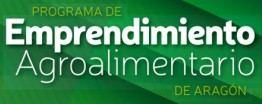 PROGRAMA DE
Emprendimiento
Agroalimentario
DE ARAGÓN